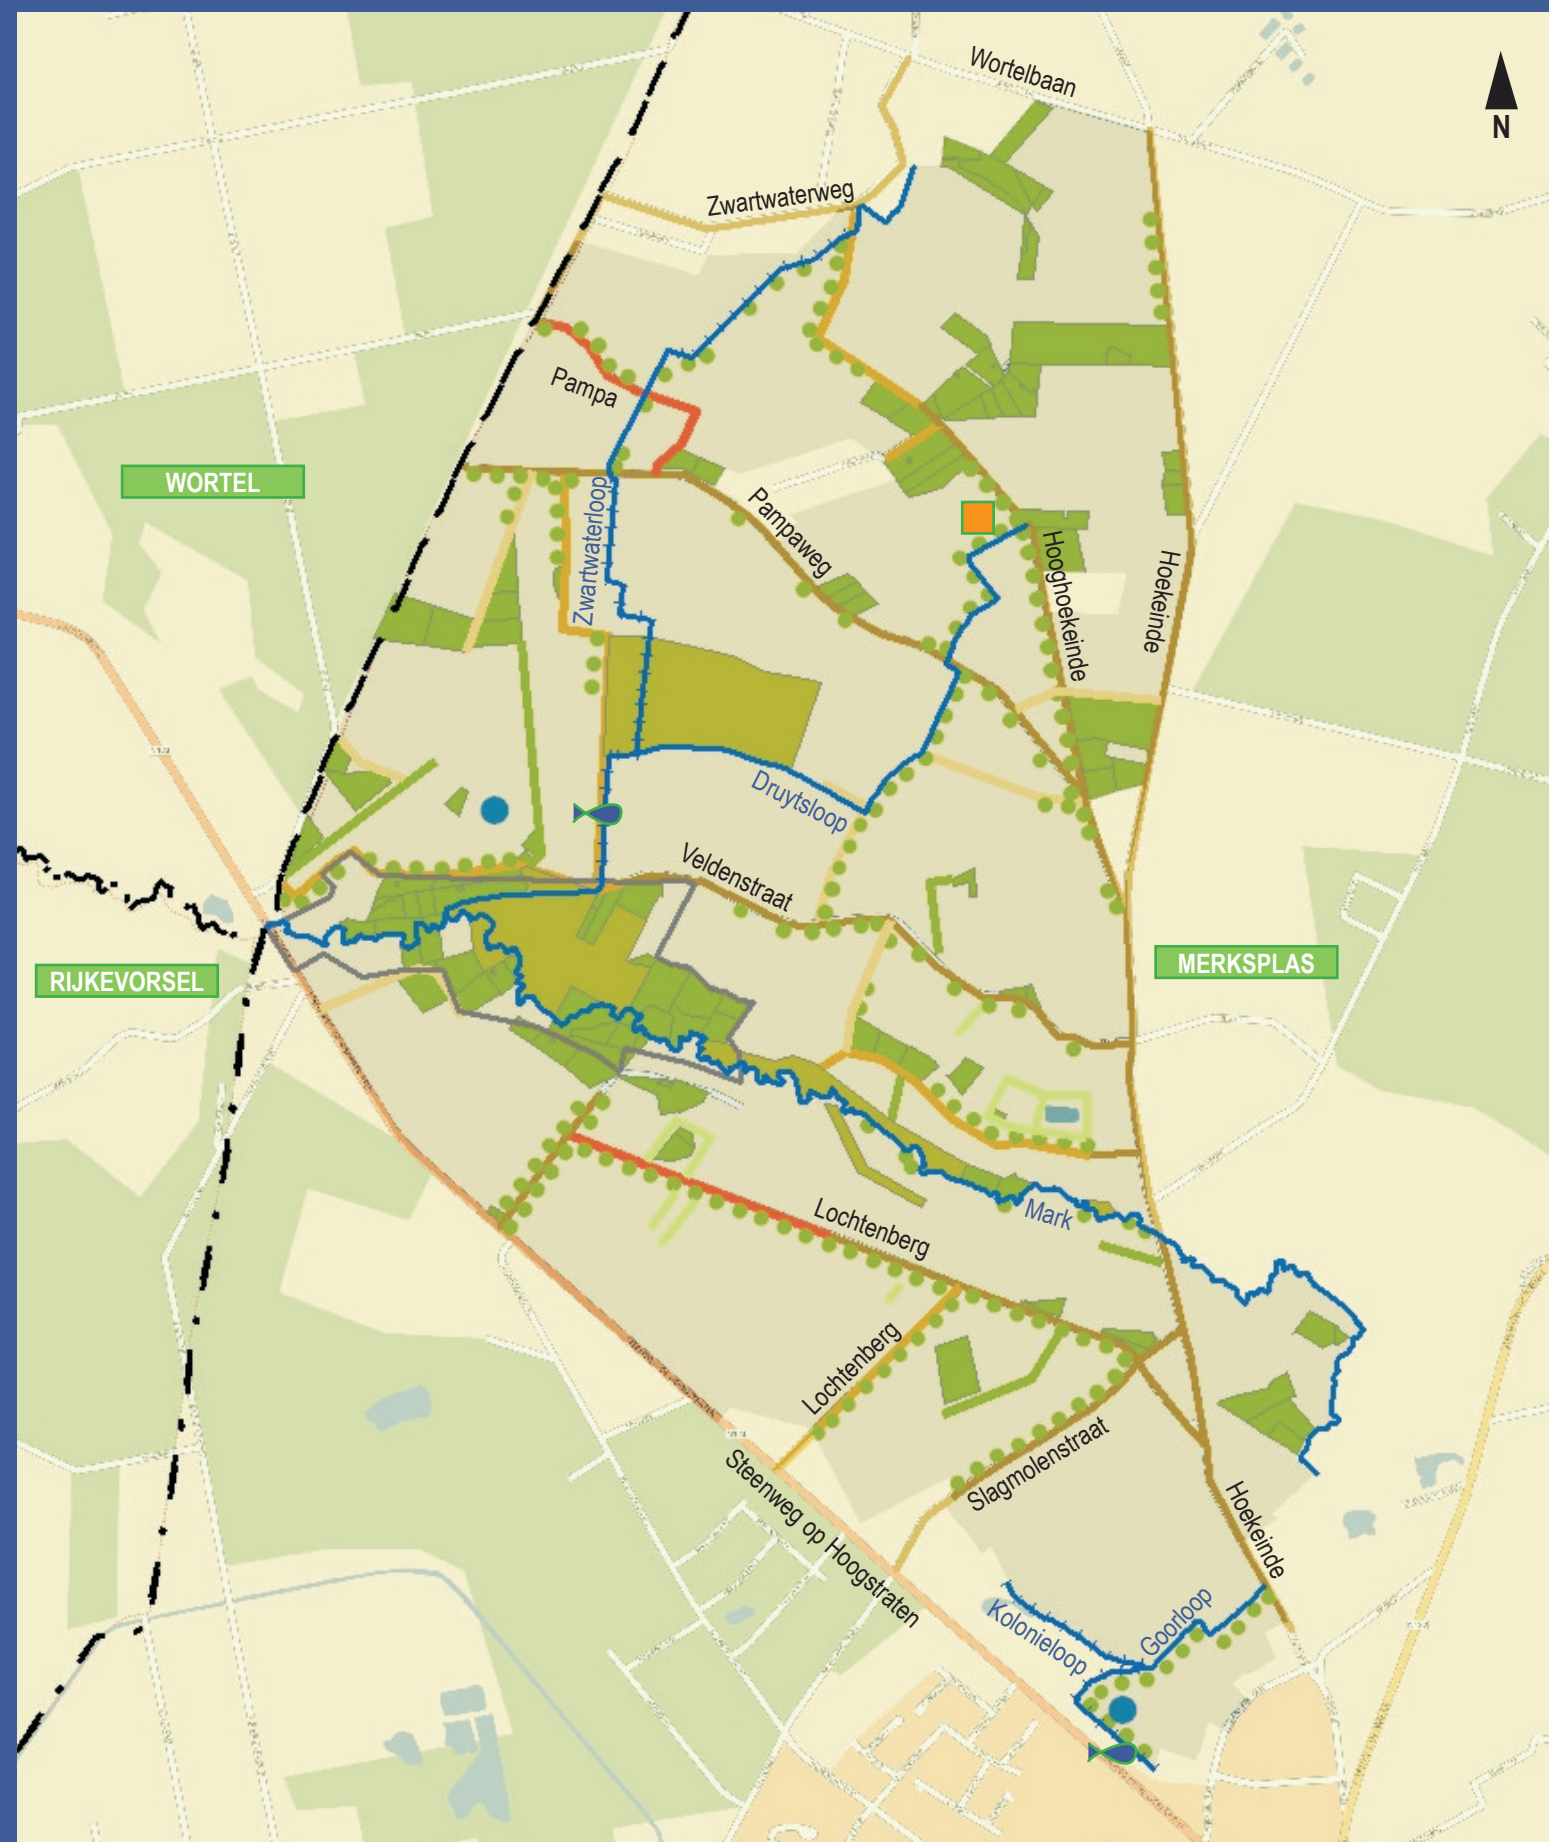 Wortelbaan
N
Zwartwaterweg
Pampa
WORTEL
Zwartwaterloop
Pampaweg
Hooghoekeinde
Hoekeinde
Druytsloop
Veldenstraat
MERKSPLAS
RIJKEVORSEL
Mark
Lochtenberg
Lochtenberg
Slagmolenstraat
Steenweg op Hoogstraten
Hoekeinde
Kolonieloop
Goorloop